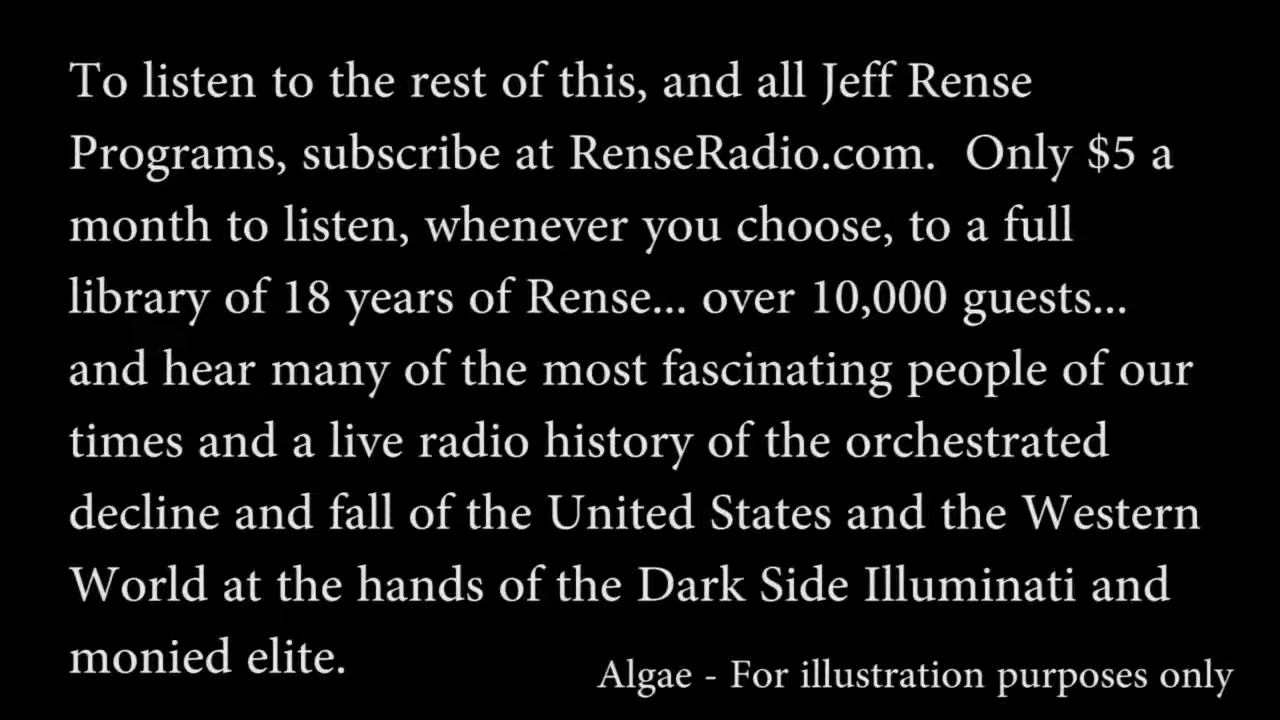 To listen to the rest of this, and all Jeff Rense
Programs, subscribe at RenseRadio.com.  Only $5 a
month to listen, whenever you choose, to a full
library of 18 years of Rense... over 10,000 guests...
and hear many of the most fascinating people of our
times and a live radio history of the orchestrated
decline and fall of the United States and the Western
World at the hands of the Dark Side Illuminati and
monied elite.
Algae - For illustration purposes only